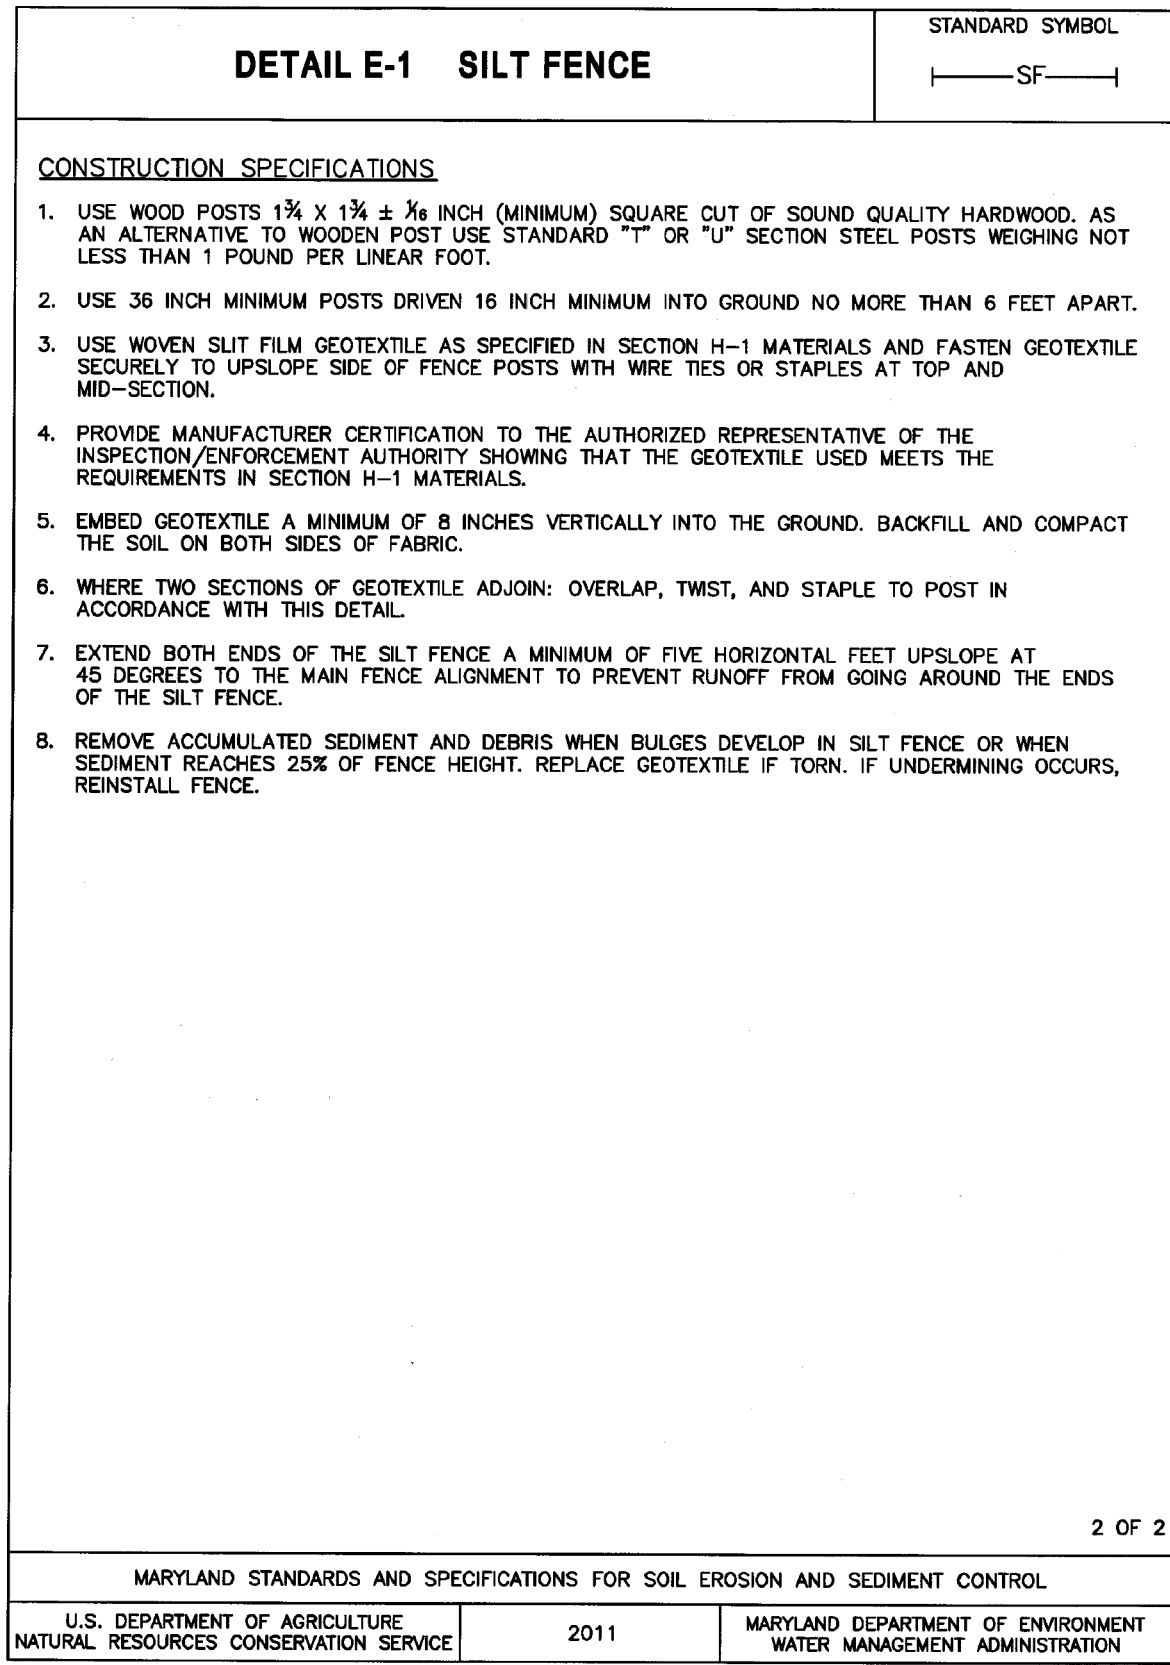 DETAIL E-1 SILT FENCE
STANDARD SYMBOL
SF
CONSTRUCTION SPECIFICATIONS
1. USE WOOD POSTS 1¾ X 1¾ ± 1/16 INCH (MINIMUM) SQUARE CUT OF SOUND QUALITY HARDWOOD. AS
AN ALTERNATIVE TO WOODEN POST USE STANDARD "T" OR "U" SECTION STEEL POSTS WEIGHING NOT
LESS THAN 1 POUND PER LINEAR FOOT.
2. USE 36 INCH MINIMUM POSTS DRIVEN 16 INCH MINIMUM INTO GROUND NO MORE THAN 6 FEET APART.
3. USE WOVEN SLIT FILM GEOTEXTILE AS SPECIFIED IN SECTION H-1 MATERIALS AND FASTEN GEOTEXTILE
SECURELY TO UPSLOPE SIDE OF FENCE POSTS WITH WIRE TIES OR STAPLES AT TOP AND
MID-SECTION.
4. PROVIDE MANUFACTURER CERTIFICATION TO THE AUTHORIZED REPRESENTATIVE OF THE
INSPECTION/ENFORCEMENT AUTHORITY SHOWING THAT THE GEOTEXTILE USED MEETS THE
REQUIREMENTS IN SECTION H-1 MATERIALS.
5. EMBED GEOTEXTILE A MINIMUM OF 8 INCHES VERTICALLY INTO THE GROUND. BACKFILL AND COMPACT
THE SOIL ON BOTH SIDES OF FABRIC.
6. WHERE TWO SECTIONS OF GEOTEXTILE ADJOIN: OVERLAP, TWIST, AND STAPLE TO POST IN
ACCORDANCE WITH THIS DETAIL.
7. EXTEND BOTH ENDS OF THE SILT FENCE A MINIMUM OF FIVE HORIZONTAL FEET UPSLOPE AT
45 DEGREES TO THE MAIN FENCE ALIGNMENT TO PREVENT RUNOFF FROM GOING AROUND THE ENDS
OF THE SILT FENCE.
8. REMOVE ACCUMULATED SEDIMENT AND DEBRIS WHEN BULGES DEVELOP IN SILT FENCE OR WHEN
SEDIMENT REACHES 25% OF FENCE HEIGHT. REPLACE GEOTEXTILE IF TORN. IF UNDERMINING OCCURS,
REINSTALL FENCE.
2 OF 2
MARYLAND STANDARDS AND SPECIFICATIONS FOR SOIL EROSION AND SEDIMENT CONTROL
U.S. DEPARTMENT OF AGRICULTURE
NATURAL RESOURCES CONSERVATION SERVICE
2011
MARYLAND DEPARTMENT OF ENVIRONMENT
WATER MANAGEMENT ADMINISTRATION